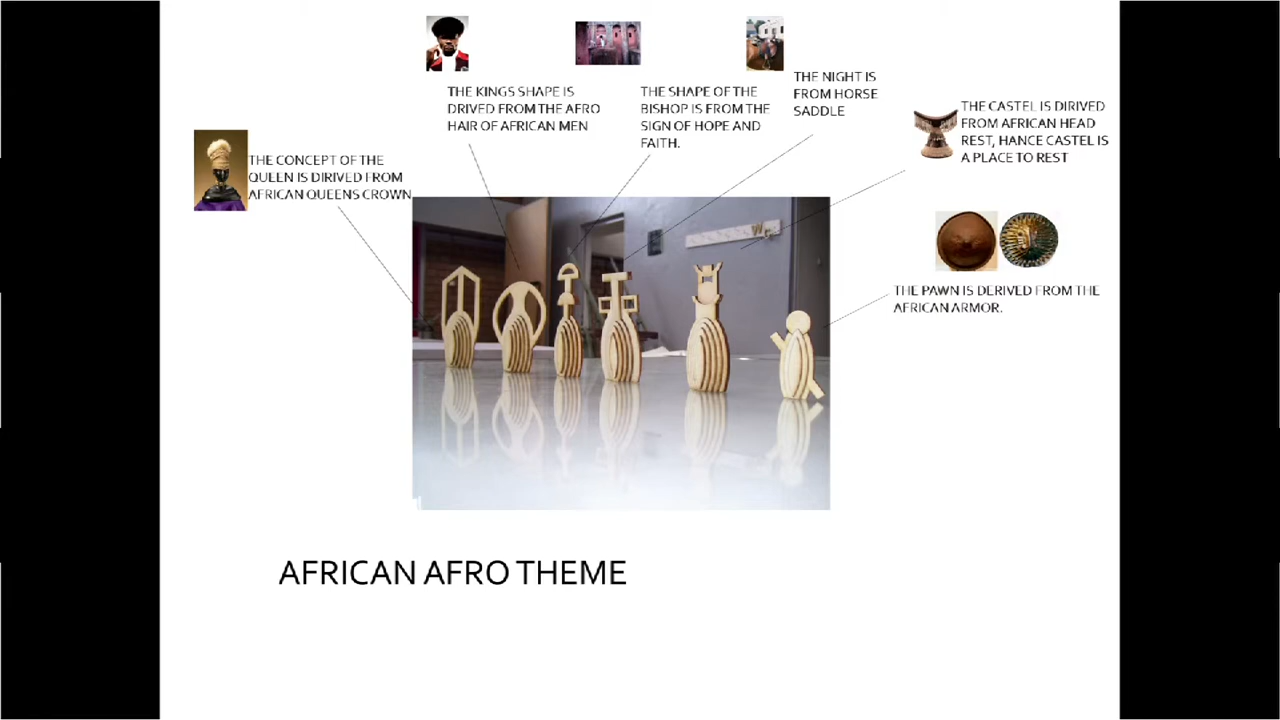 THE KINGS SHAPE IS
DRIVED FROM THE AFRO
HAIR OF AFRICAN MEN
THE SHAPE OF THE
BISHOP IS FROM THE
SIGN OF HOPE AND
FAITH.
THE NIGHT IS
FROM HORSE
SADDLE
THE CASTEL IS DIRIVED
FROM AFRICAN HEAD
REST, HANCE CASTEL IS
A PLACE TO REST
THE CONCEPT OF THE
QUEEN IS DIRIVED FROM
AFRICAN QUEENS CROWN
THE PAWN IS DERIVED FROM THE
AFRICAN ARMOR.
AFRICAN AFRO THEME